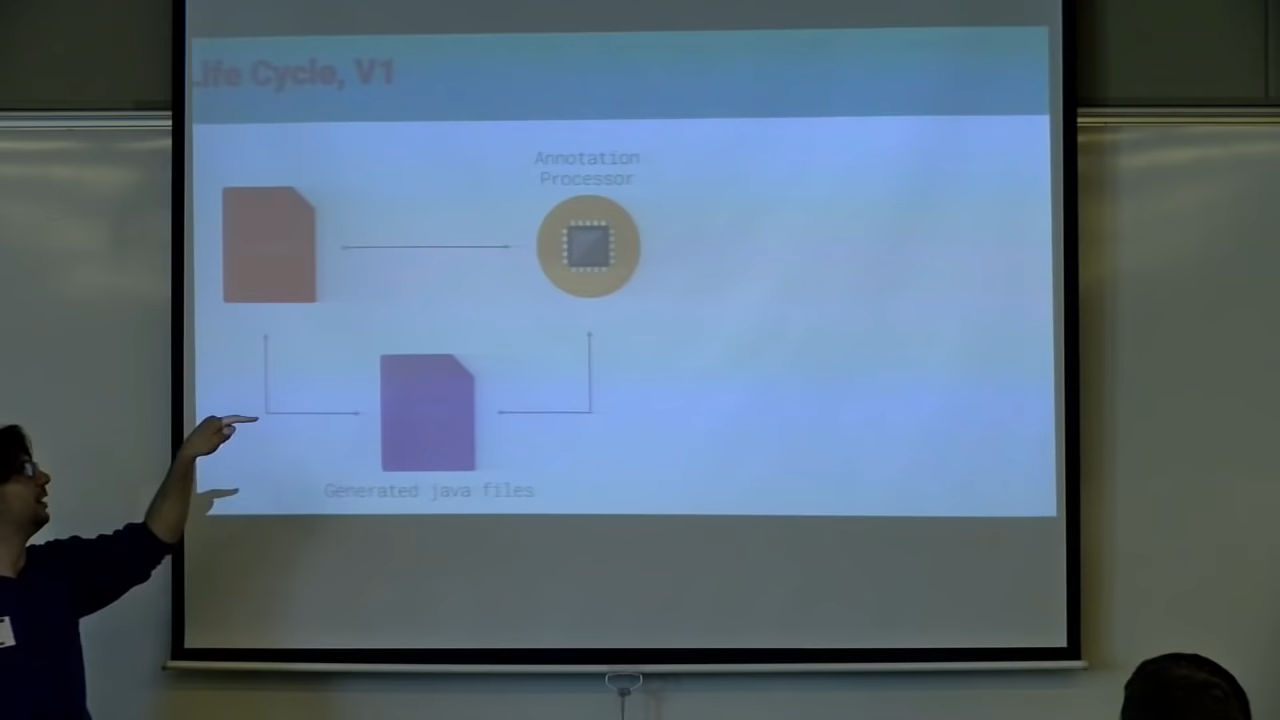 Life Cycle, V1
Annotation
Processor
Generated java files